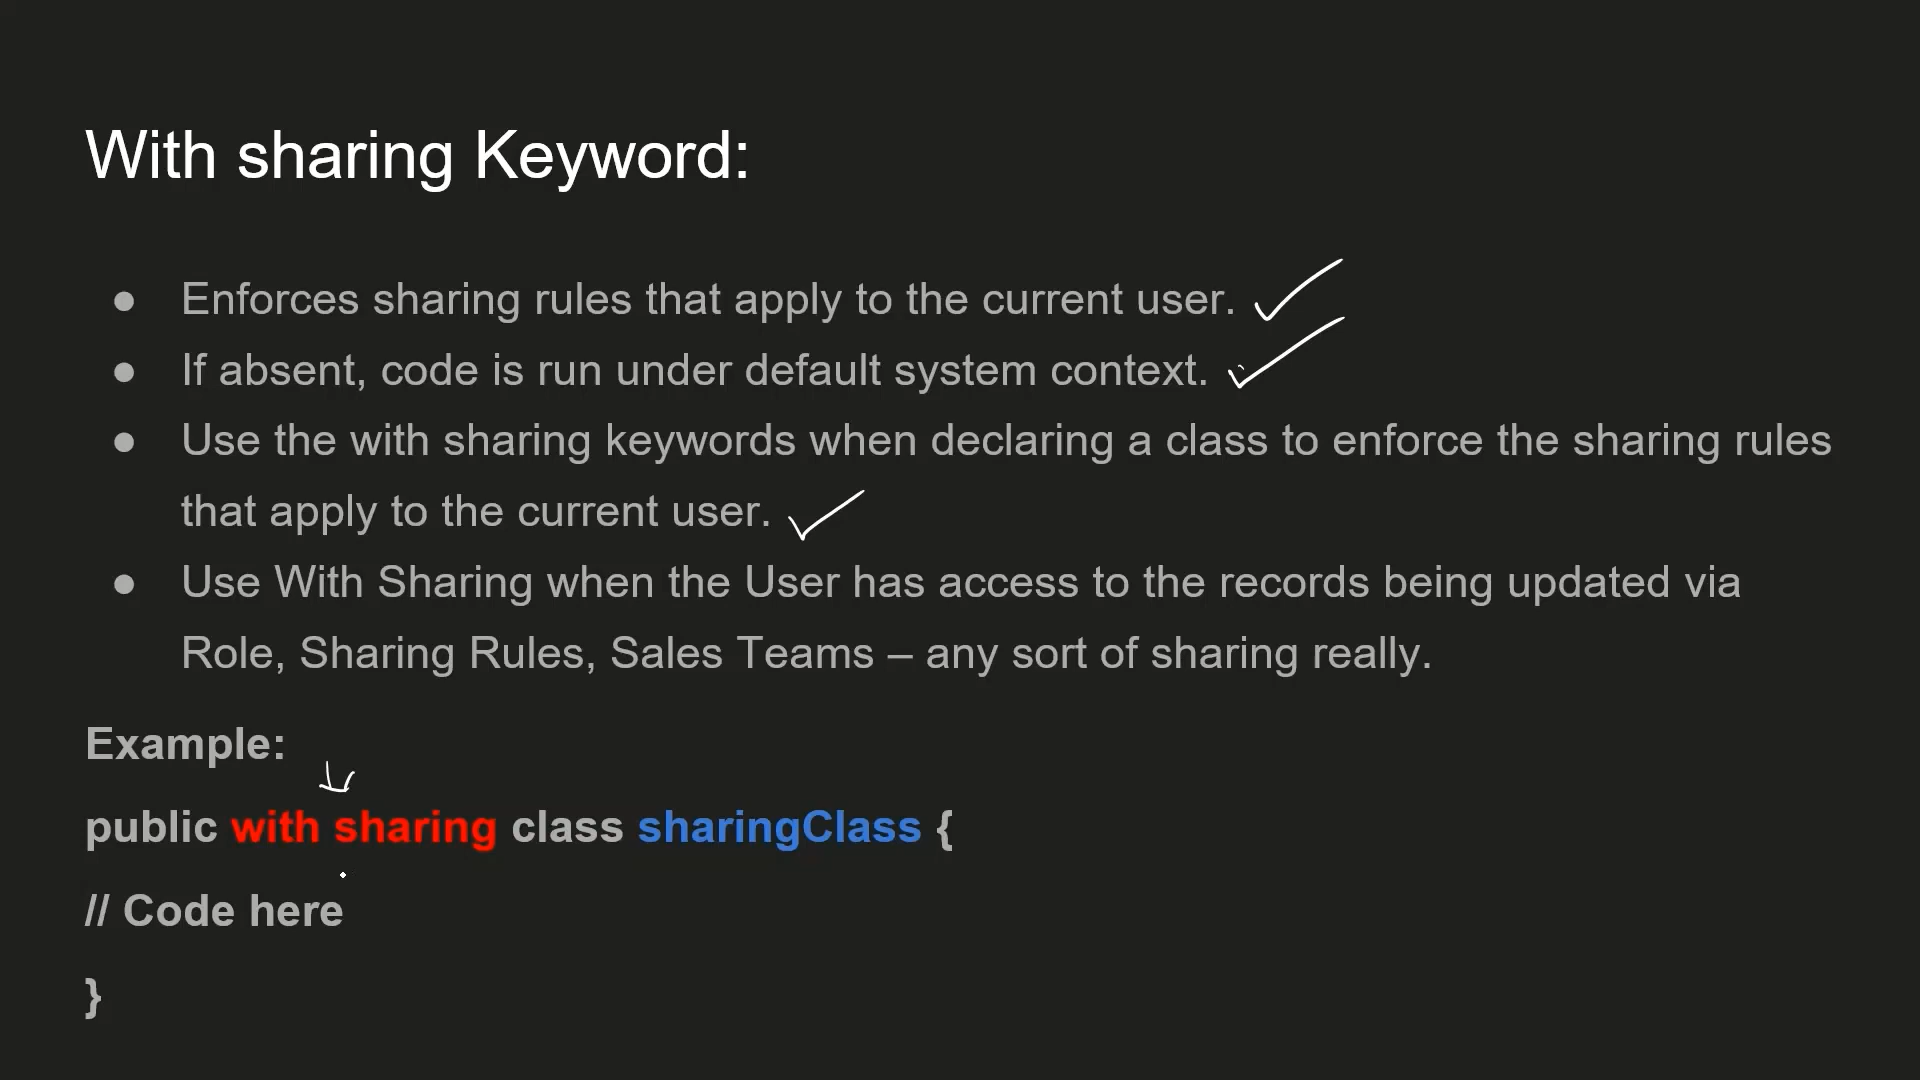 With sharing Keyword:
● Enforces sharing rules that apply to the current user.
● If absent, code is run under default system context.
● Use the with sharing keywords when declaring a class to enforce the sharing rules
that apply to the current user.
● Use With Sharing when the User has access to the records being updated via
Role, Sharing Rules, Sales Teams – any sort of sharing really.
Example:
public with sharing class sharingClass {
// Code here
}